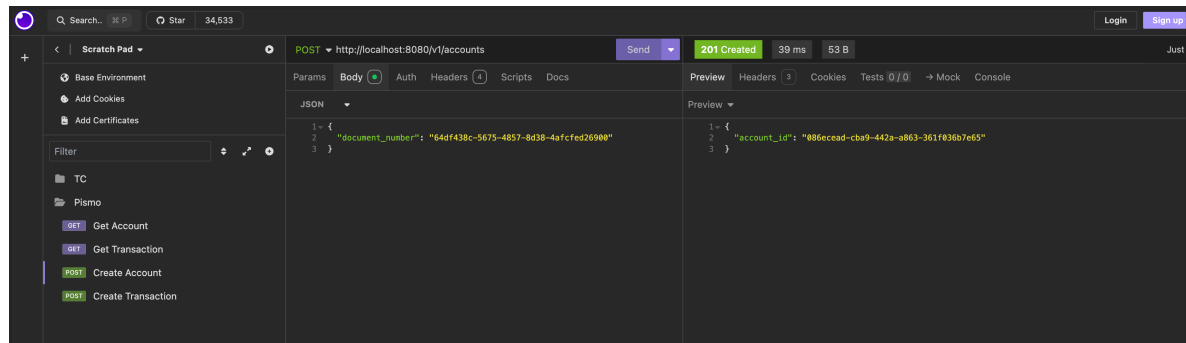 Search.. ⌘ P Star 34,533 Login Sign up
Scratch Pad
Base Environment
Add Cookies
Add Certificates
Filter
TC
Pismo
GET Get Account
GET Get Transaction
POST Create Account
POST Create Transaction
POST http://localhost:8080/v1/accounts Send
Params Body Auth Headers 4 Scripts Docs
JSON
1 {
2 "document_number": "64df438c-5675-4857-8d38-4afcfed26900"
3 }
201 Created 39 ms 53 B Just
Preview Headers 3 Cookies Tests 0 / 0 → Mock Console
Preview
1 {
2 "account_id": "086ecead-cba9-442a-a863-361f036b7e65"
3 }